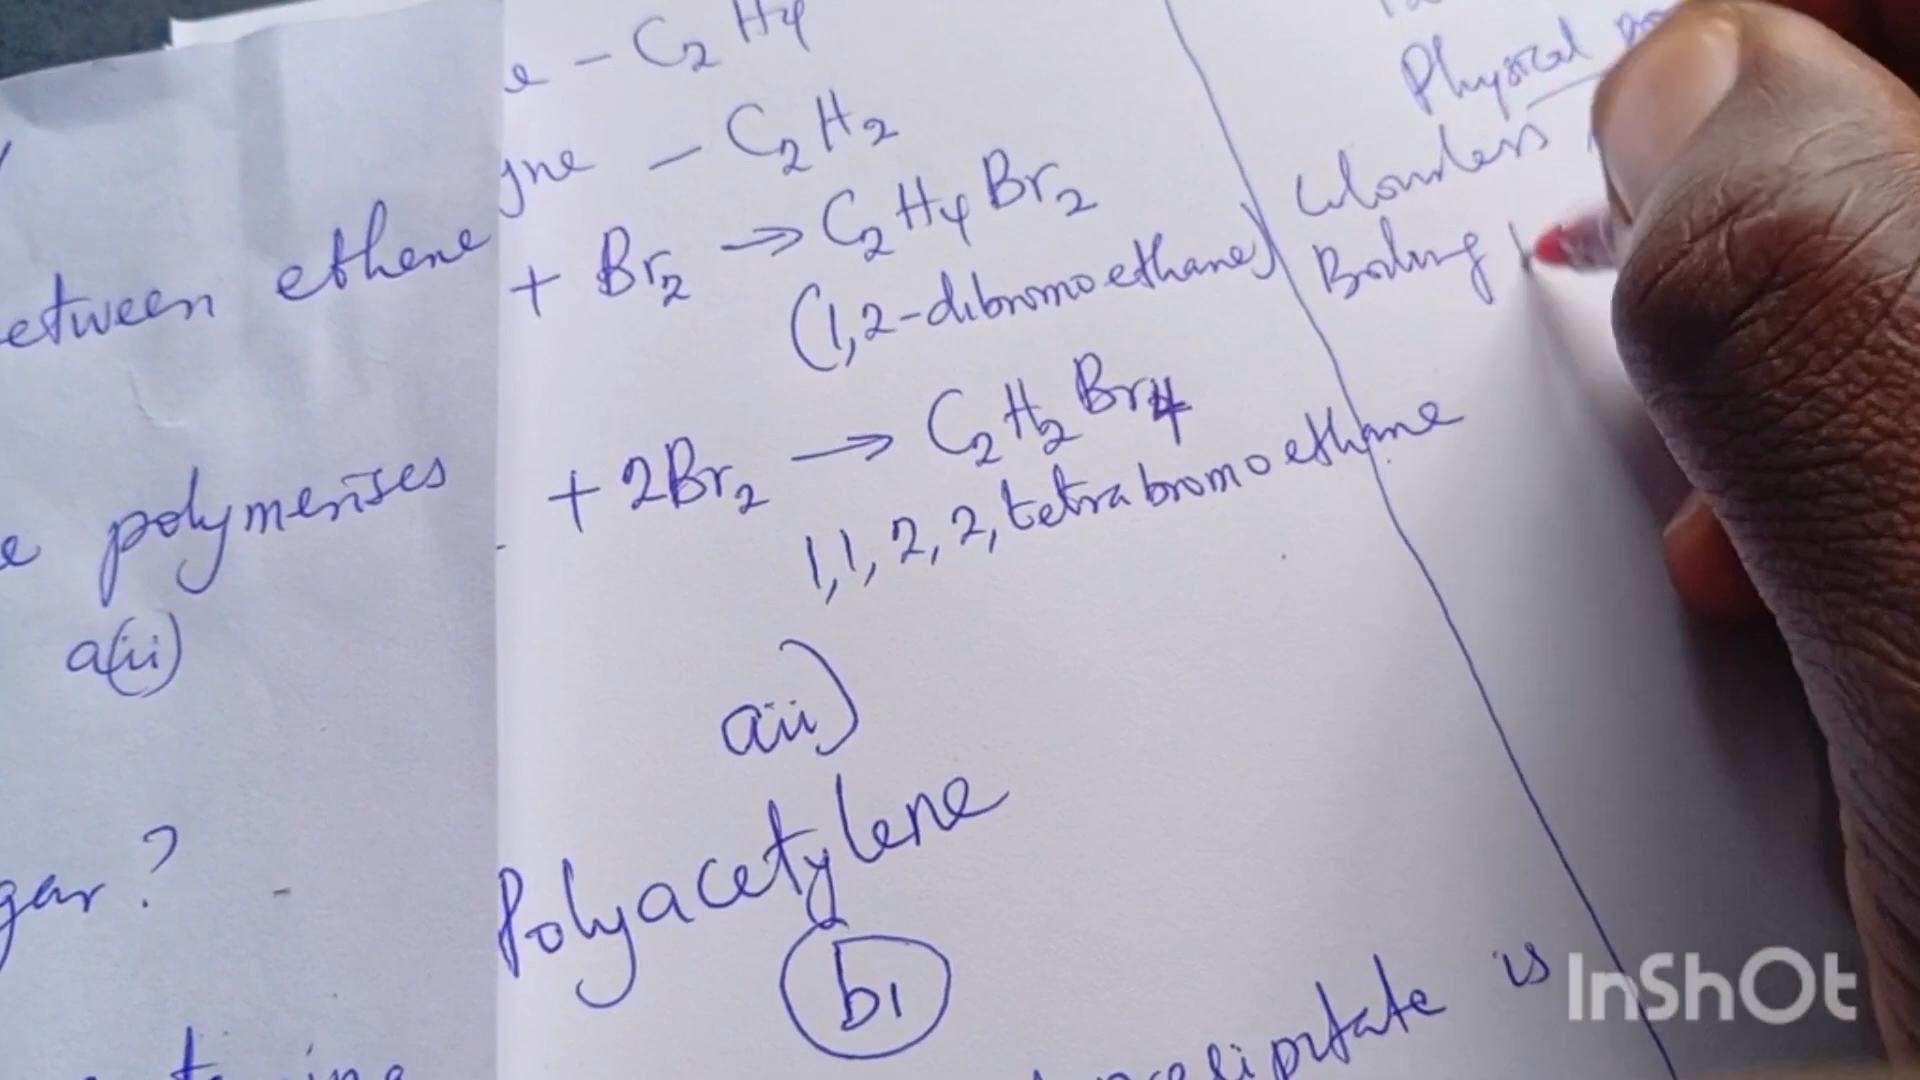 etween ethene
polymerises
a(ii)
gar?
e - C2H4
yne - C2H2
+ Br2 → C2H4Br2
(1,2-dibromoethane)
+ 2Br2 → C2H2Br4
1,1,2,2,tetrabromoethane
aii)
Polyacetylene
b1
precipitate is
Physical
Colourless
Boiling
InShOt